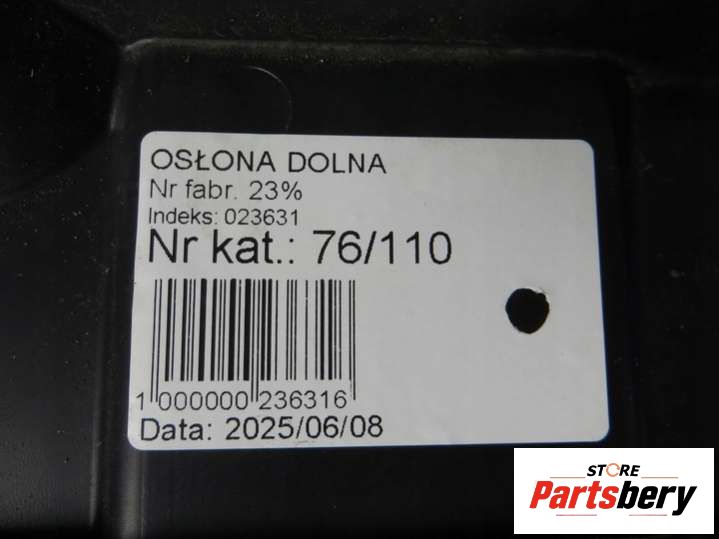 OSŁONA DOLNA
Nr fabr. 23%
Indeks: 023631
Nr kat.: 76/110
1 000000 236316
Data: 2025/06/08
STORE
Partsbery